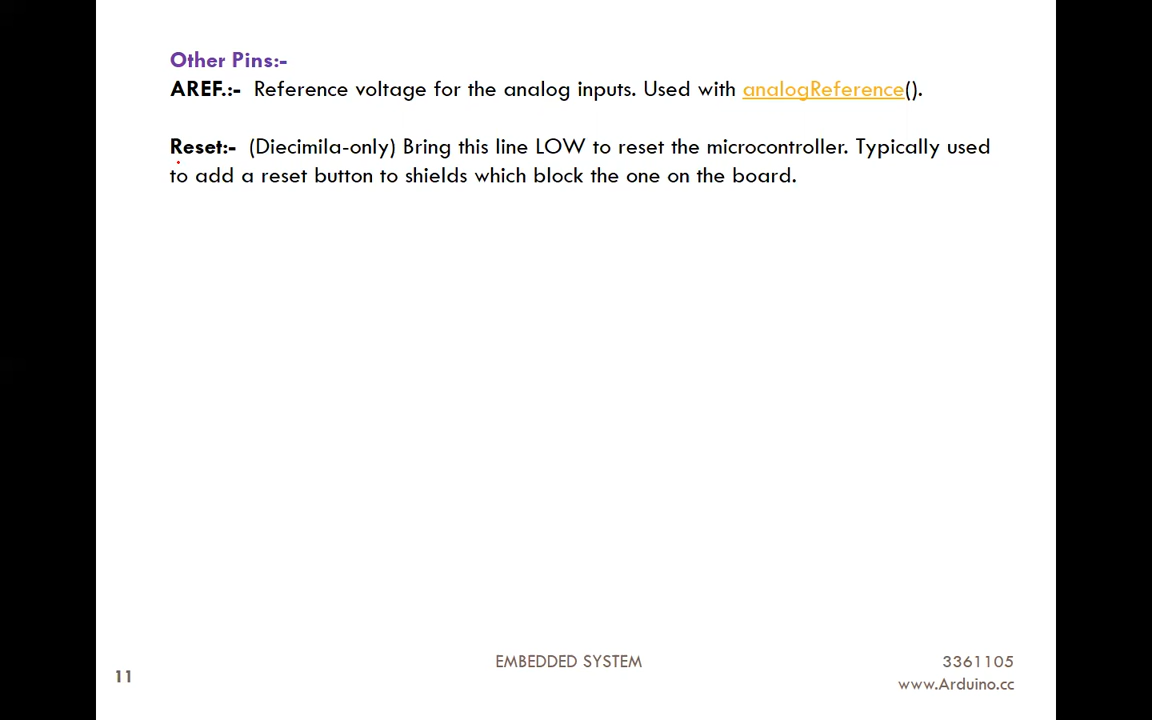 Other Pins:-
AREF.:- Reference voltage for the analog inputs. Used with analogReference().
Reset:- (Diecimila-only) Bring this line LOW to reset the microcontroller. Typically used
to add a reset button to shields which block the one on the board.
EMBEDDED SYSTEM
3361105
11
www.Arduino.cc